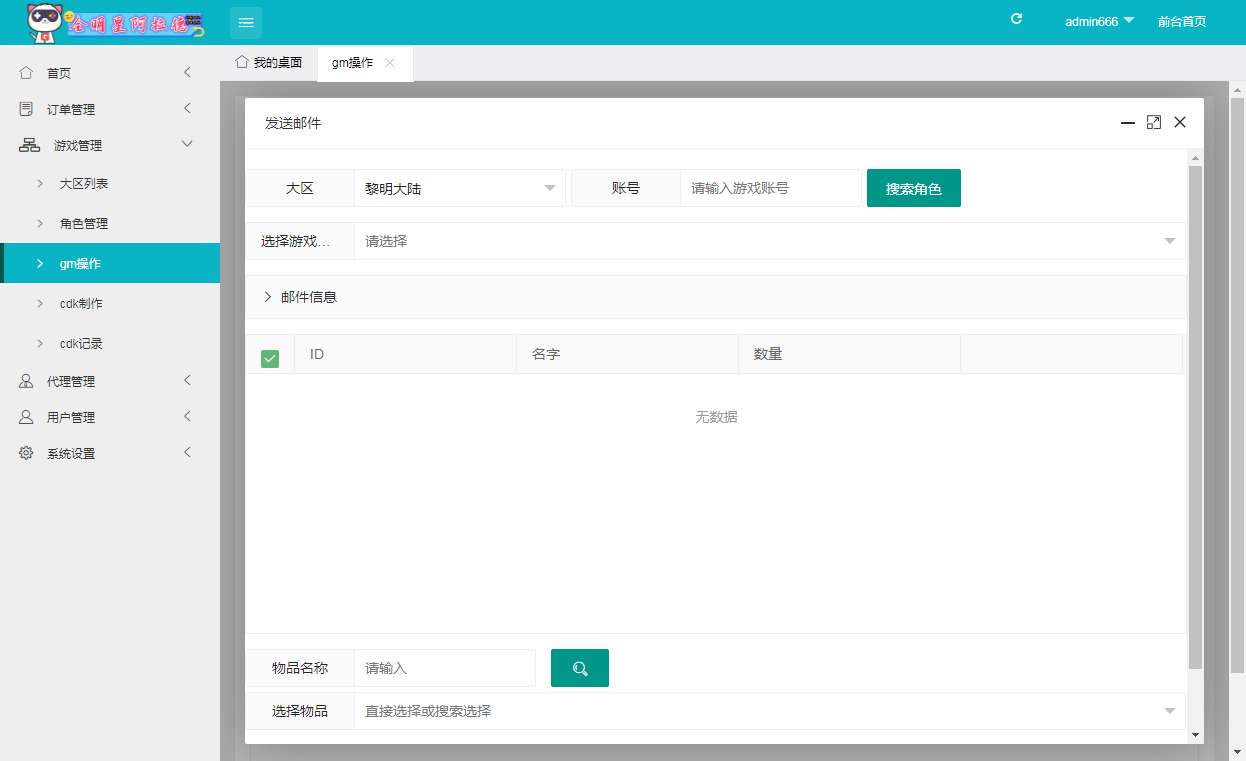 全明星阿拉德
admin666
前台首页
首页
订单管理
游戏管理
大区列表
角色管理
gm操作
cdk制作
cdk记录
代理管理
用户管理
系统设置
我的桌面
gm操作
发送邮件
大区
黎明大陆
账号
请输入游戏账号
搜索角色
选择游戏...
请选择
邮件信息
ID
名字
数量
无数据
物品名称
请输入
选择物品
直接选择或搜索选择